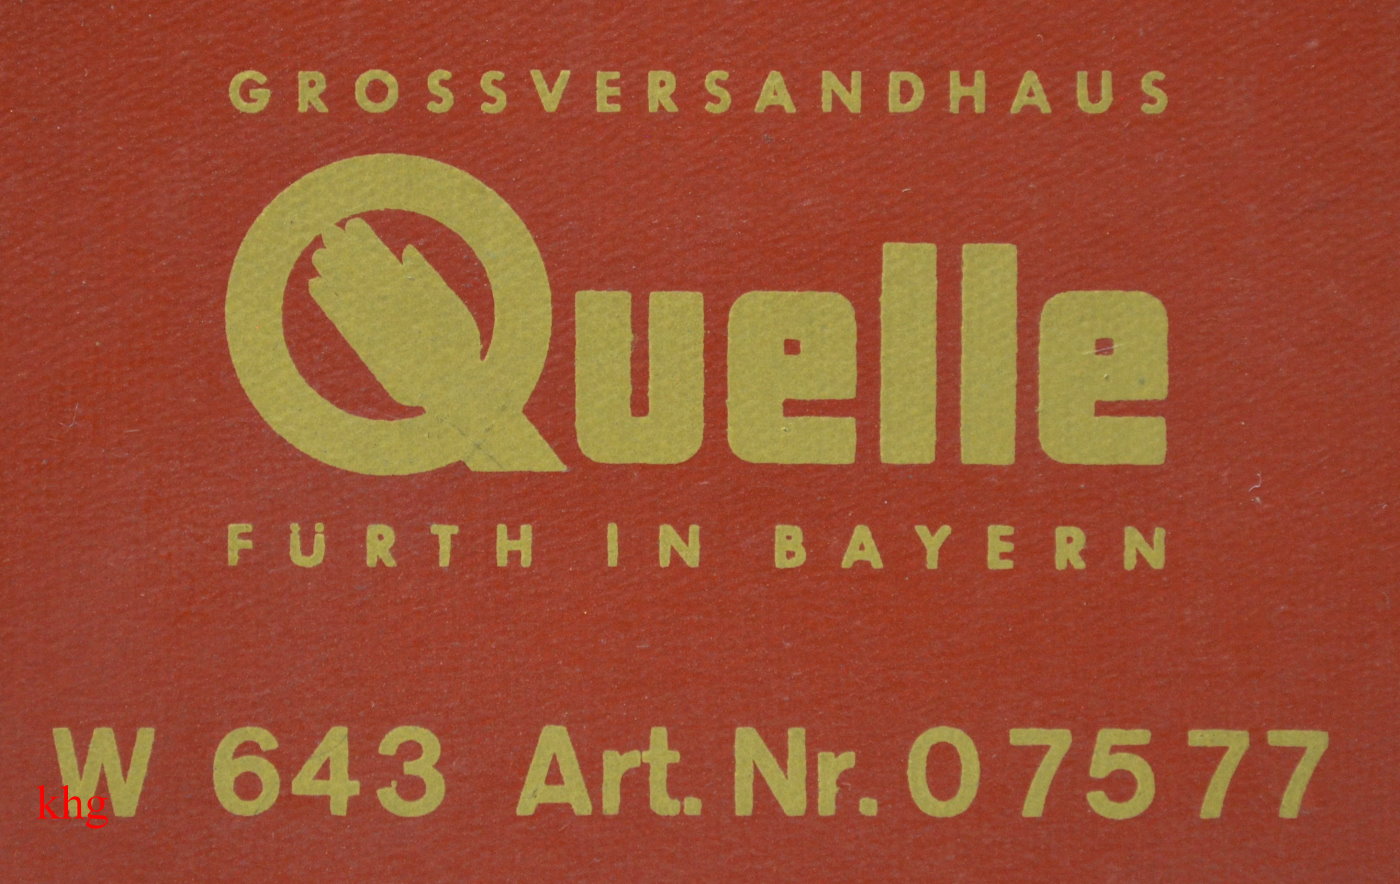 GROSSVERSANDHAUS
Quelle
FÜRTH IN BAYERN
W 643 Art. Nr. 07577
khg